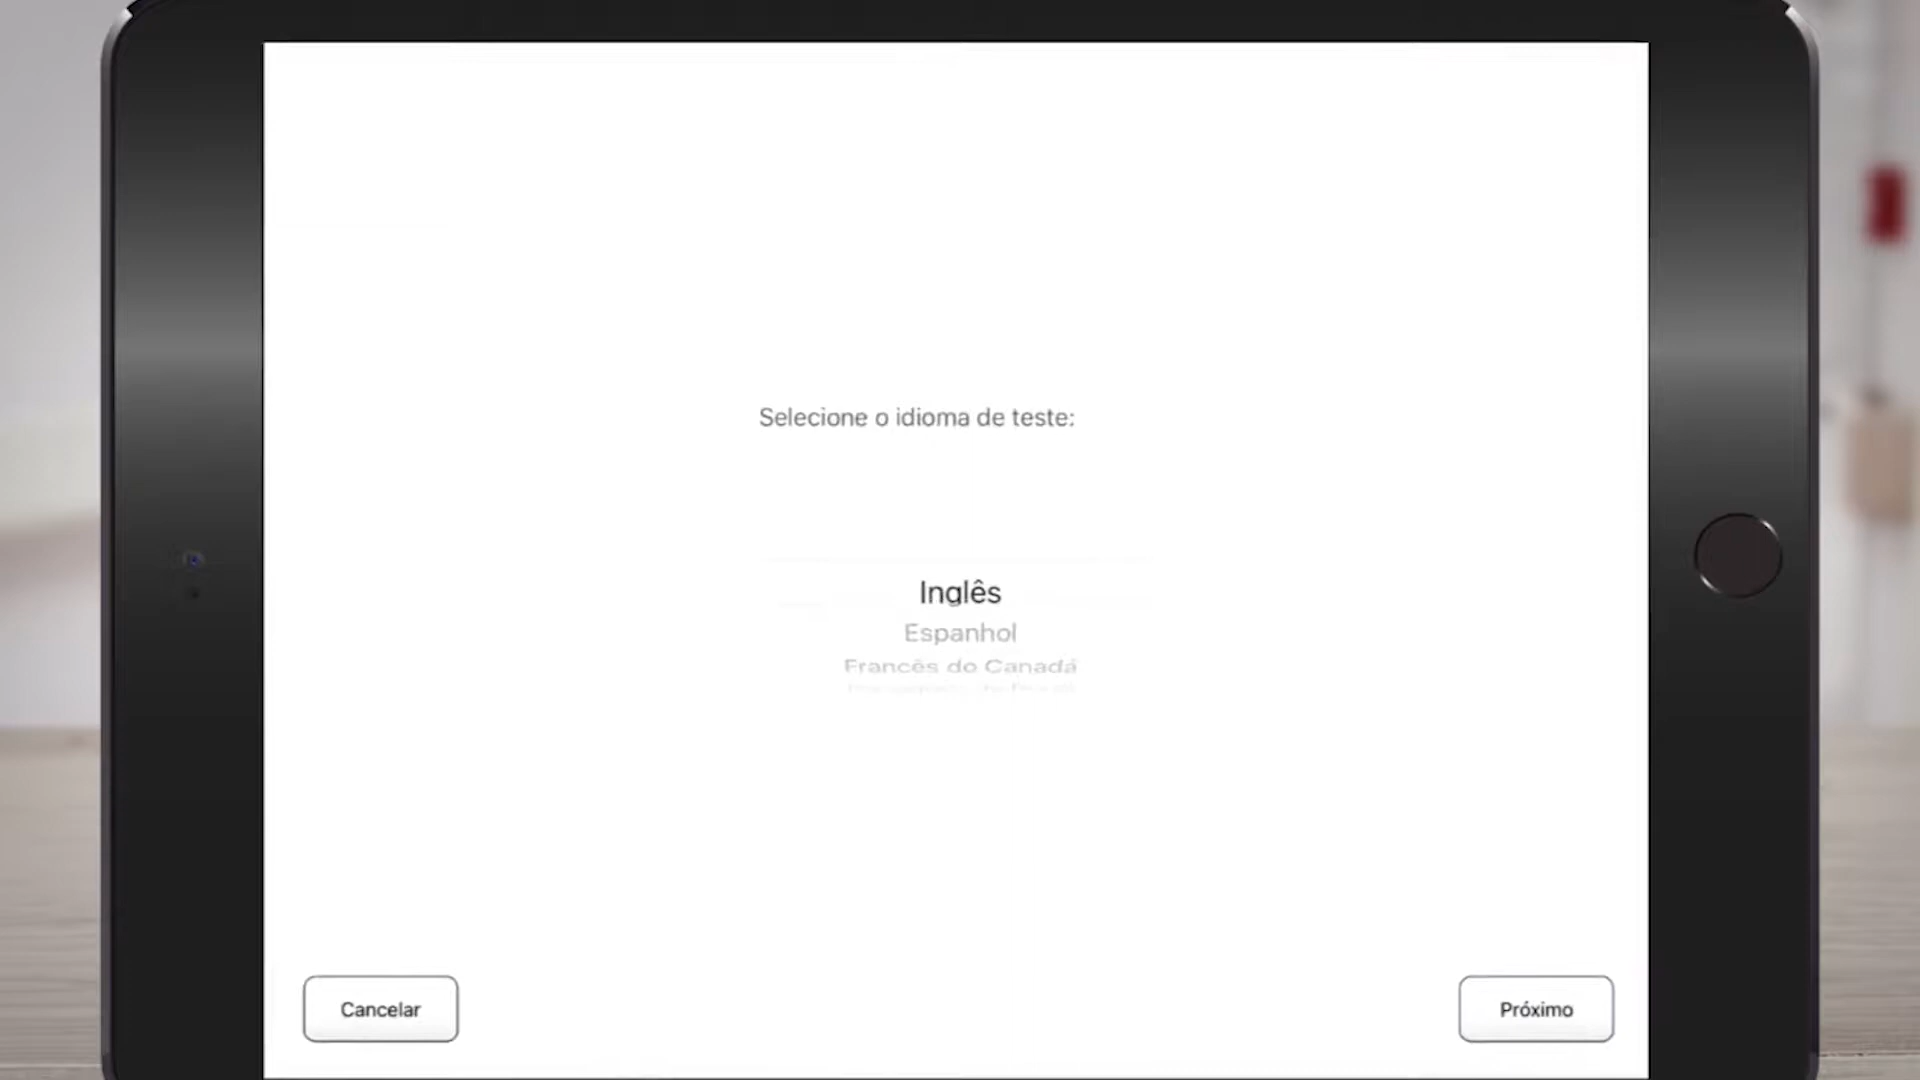 Selecione o idioma de teste:
Inglês
Espanhol
Francês do Canadá
Cancelar
Próximo